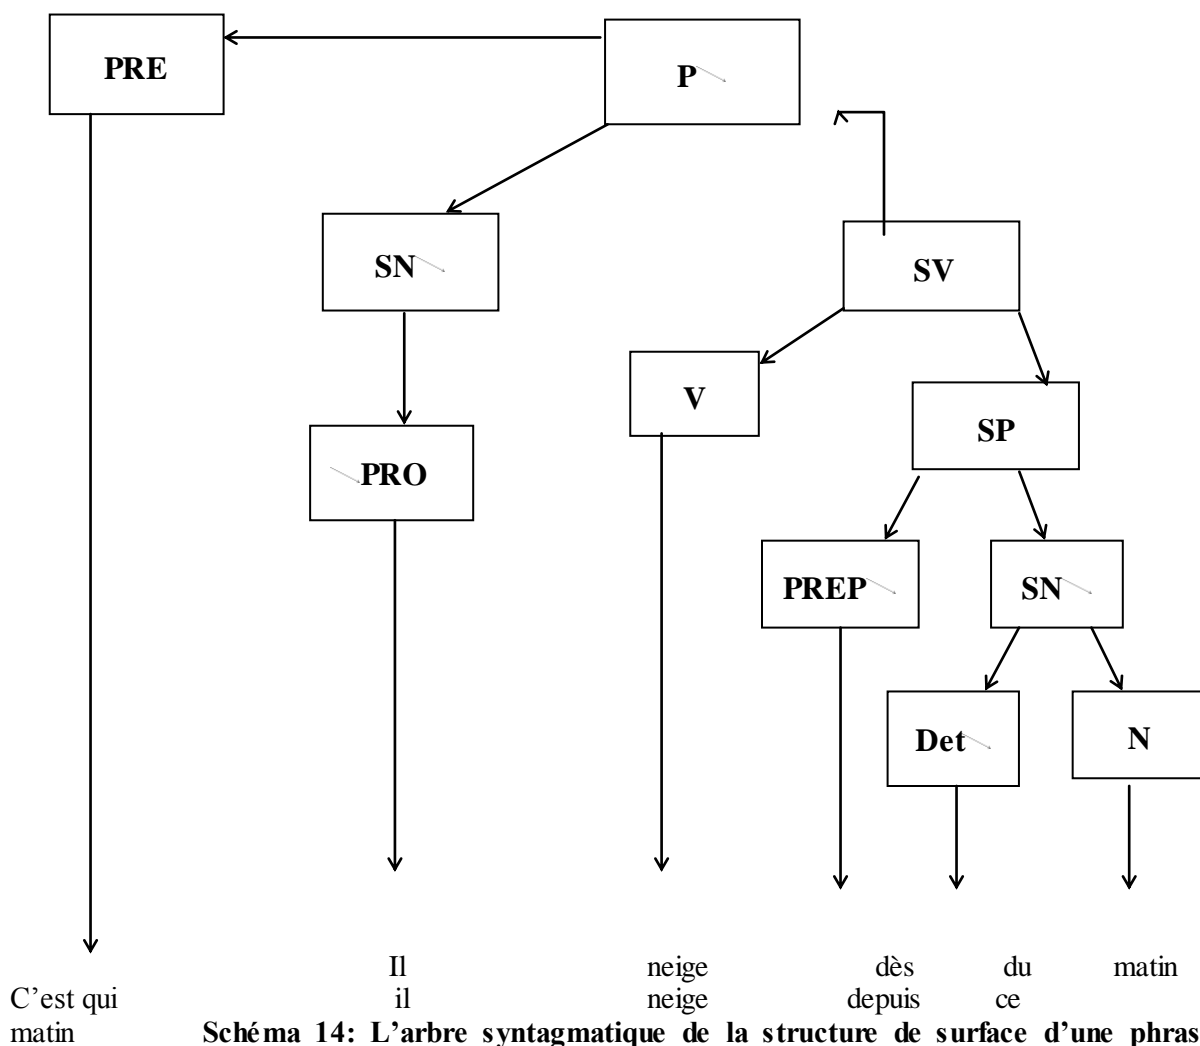 PRE
P
SN
SV
V
SP
PRO
PREP
SN
Det
N
Il neige dès du matin
C’est qui il neige depuis ce
matin Schéma 14: L’arbre syntagmatique de la structure de surface d’une phras